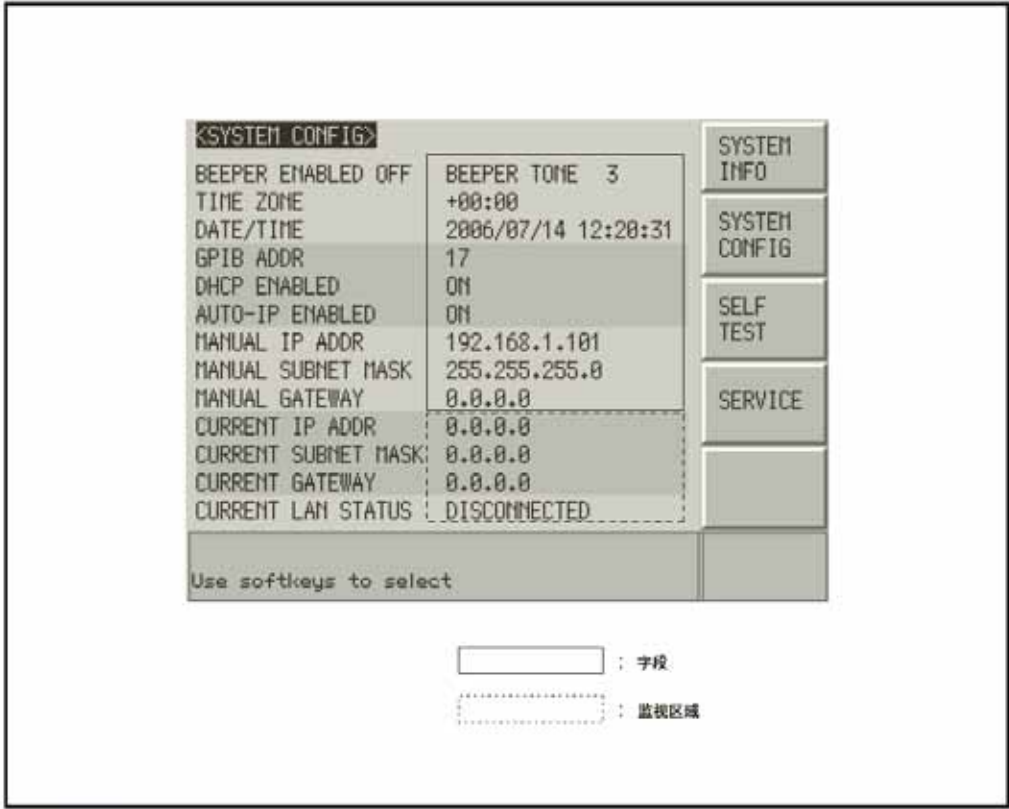 <SYSTEM CONFIG>
BEEPER ENABLED OFF BEEPER TONE 3
TIME ZONE +00:00
DATE/TIME 2006/07/14 12:20:31
GPIB ADDR 17
DHCP ENABLED ON
AUTO-IP ENABLED ON
MANUAL IP ADDR 192.168.1.101
MANUAL SUBNET MASK 255.255.255.0
MANUAL GATEWAY 0.0.0.0
CURRENT IP ADDR 0.0.0.0
CURRENT SUBNET MASK 0.0.0.0
CURRENT GATEWAY 0.0.0.0
CURRENT LAN STATUS DISCONNECTED
Use softkeys to select
SYSTEM
INFO
SYSTEM
CONFIG
SELF
TEST
SERVICE
: 字段
: 监视区域